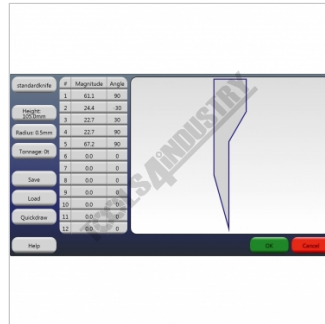 standardknife
Height: 105.0mm
Radius: 0.5mm
Tonnage: 0t
Save
Load
Quickdraw
Help
# Magnitude Angle
1 61.1 90
2 24.4 -30
3 22.7 30
4 22.7 90
5 67.2 90
6 0.0 0
7 0.0 0
8 0.0 0
9 0.0 0
10 0.0 0
11 0.0 0
12 0.0 0
OK
Cancel
TOOLS4INDUSTRY